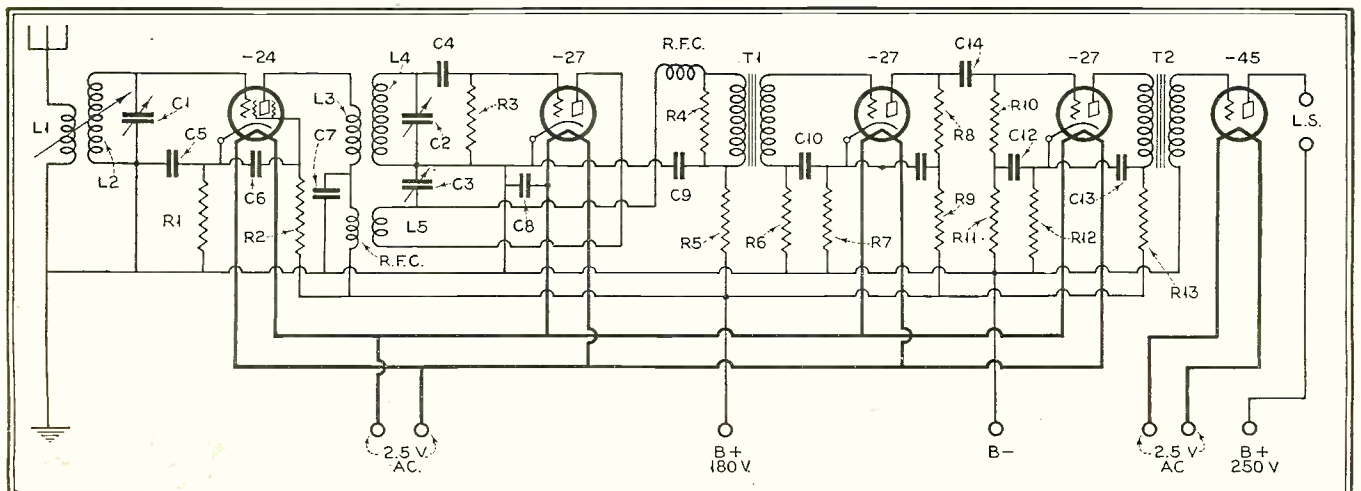 R.F.C.
T1
C14
T2
-24
L4
C4
-27
-27
-27
-45
L3
R3
C1
R4
R8
R10
L.S.
L1
C2
C5
C7
C10
C12
L2
C6
C3
C9
C13
R1
R2
L5
C8
R5
R6
R7
R9
R11
R12
R.F.C.
R13
2.5 V.
AC.
B+
180 V.
B-
2.5 V
AC
B+
250 V